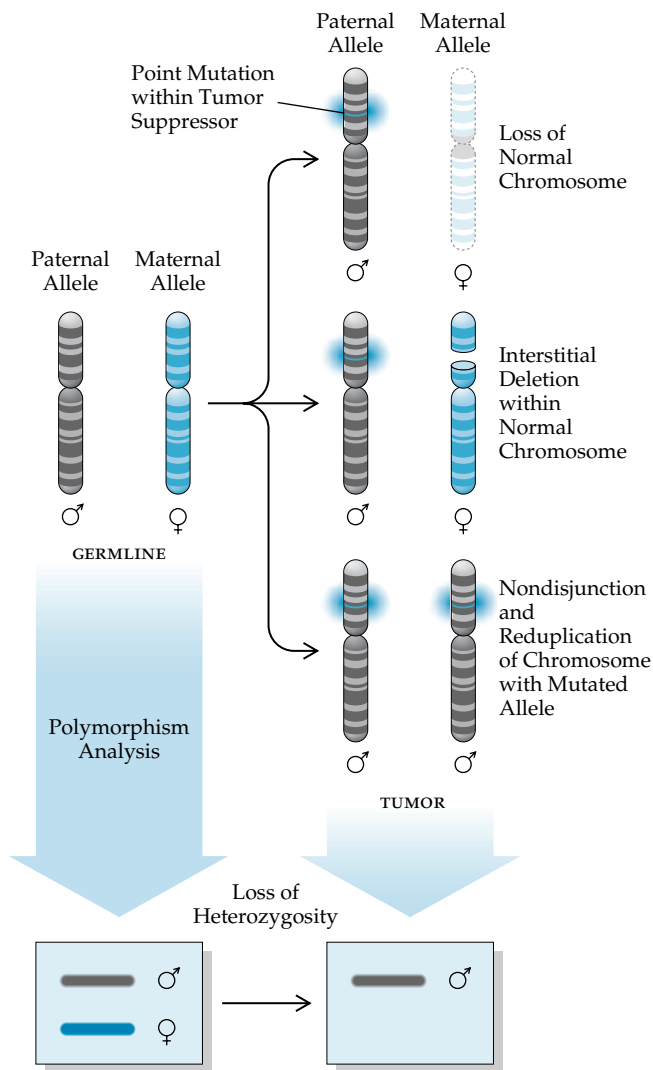 Paternal
Allele
Maternal
Allele
Point Mutation
within Tumor
Suppressor
Loss of
Normal
Chromosome
♂
♀
Paternal
Allele
Maternal
Allele
Interstitial
Deletion
within
Normal
Chromosome
♂
♀
♂
♀
GERMLINE
Nondisjunction
and
Reduplication
of Chromosome
with Mutated
Allele
♂
♂
Polymorphism
Analysis
TUMOR
Loss of
Heterozygosity
♂
♀
♂